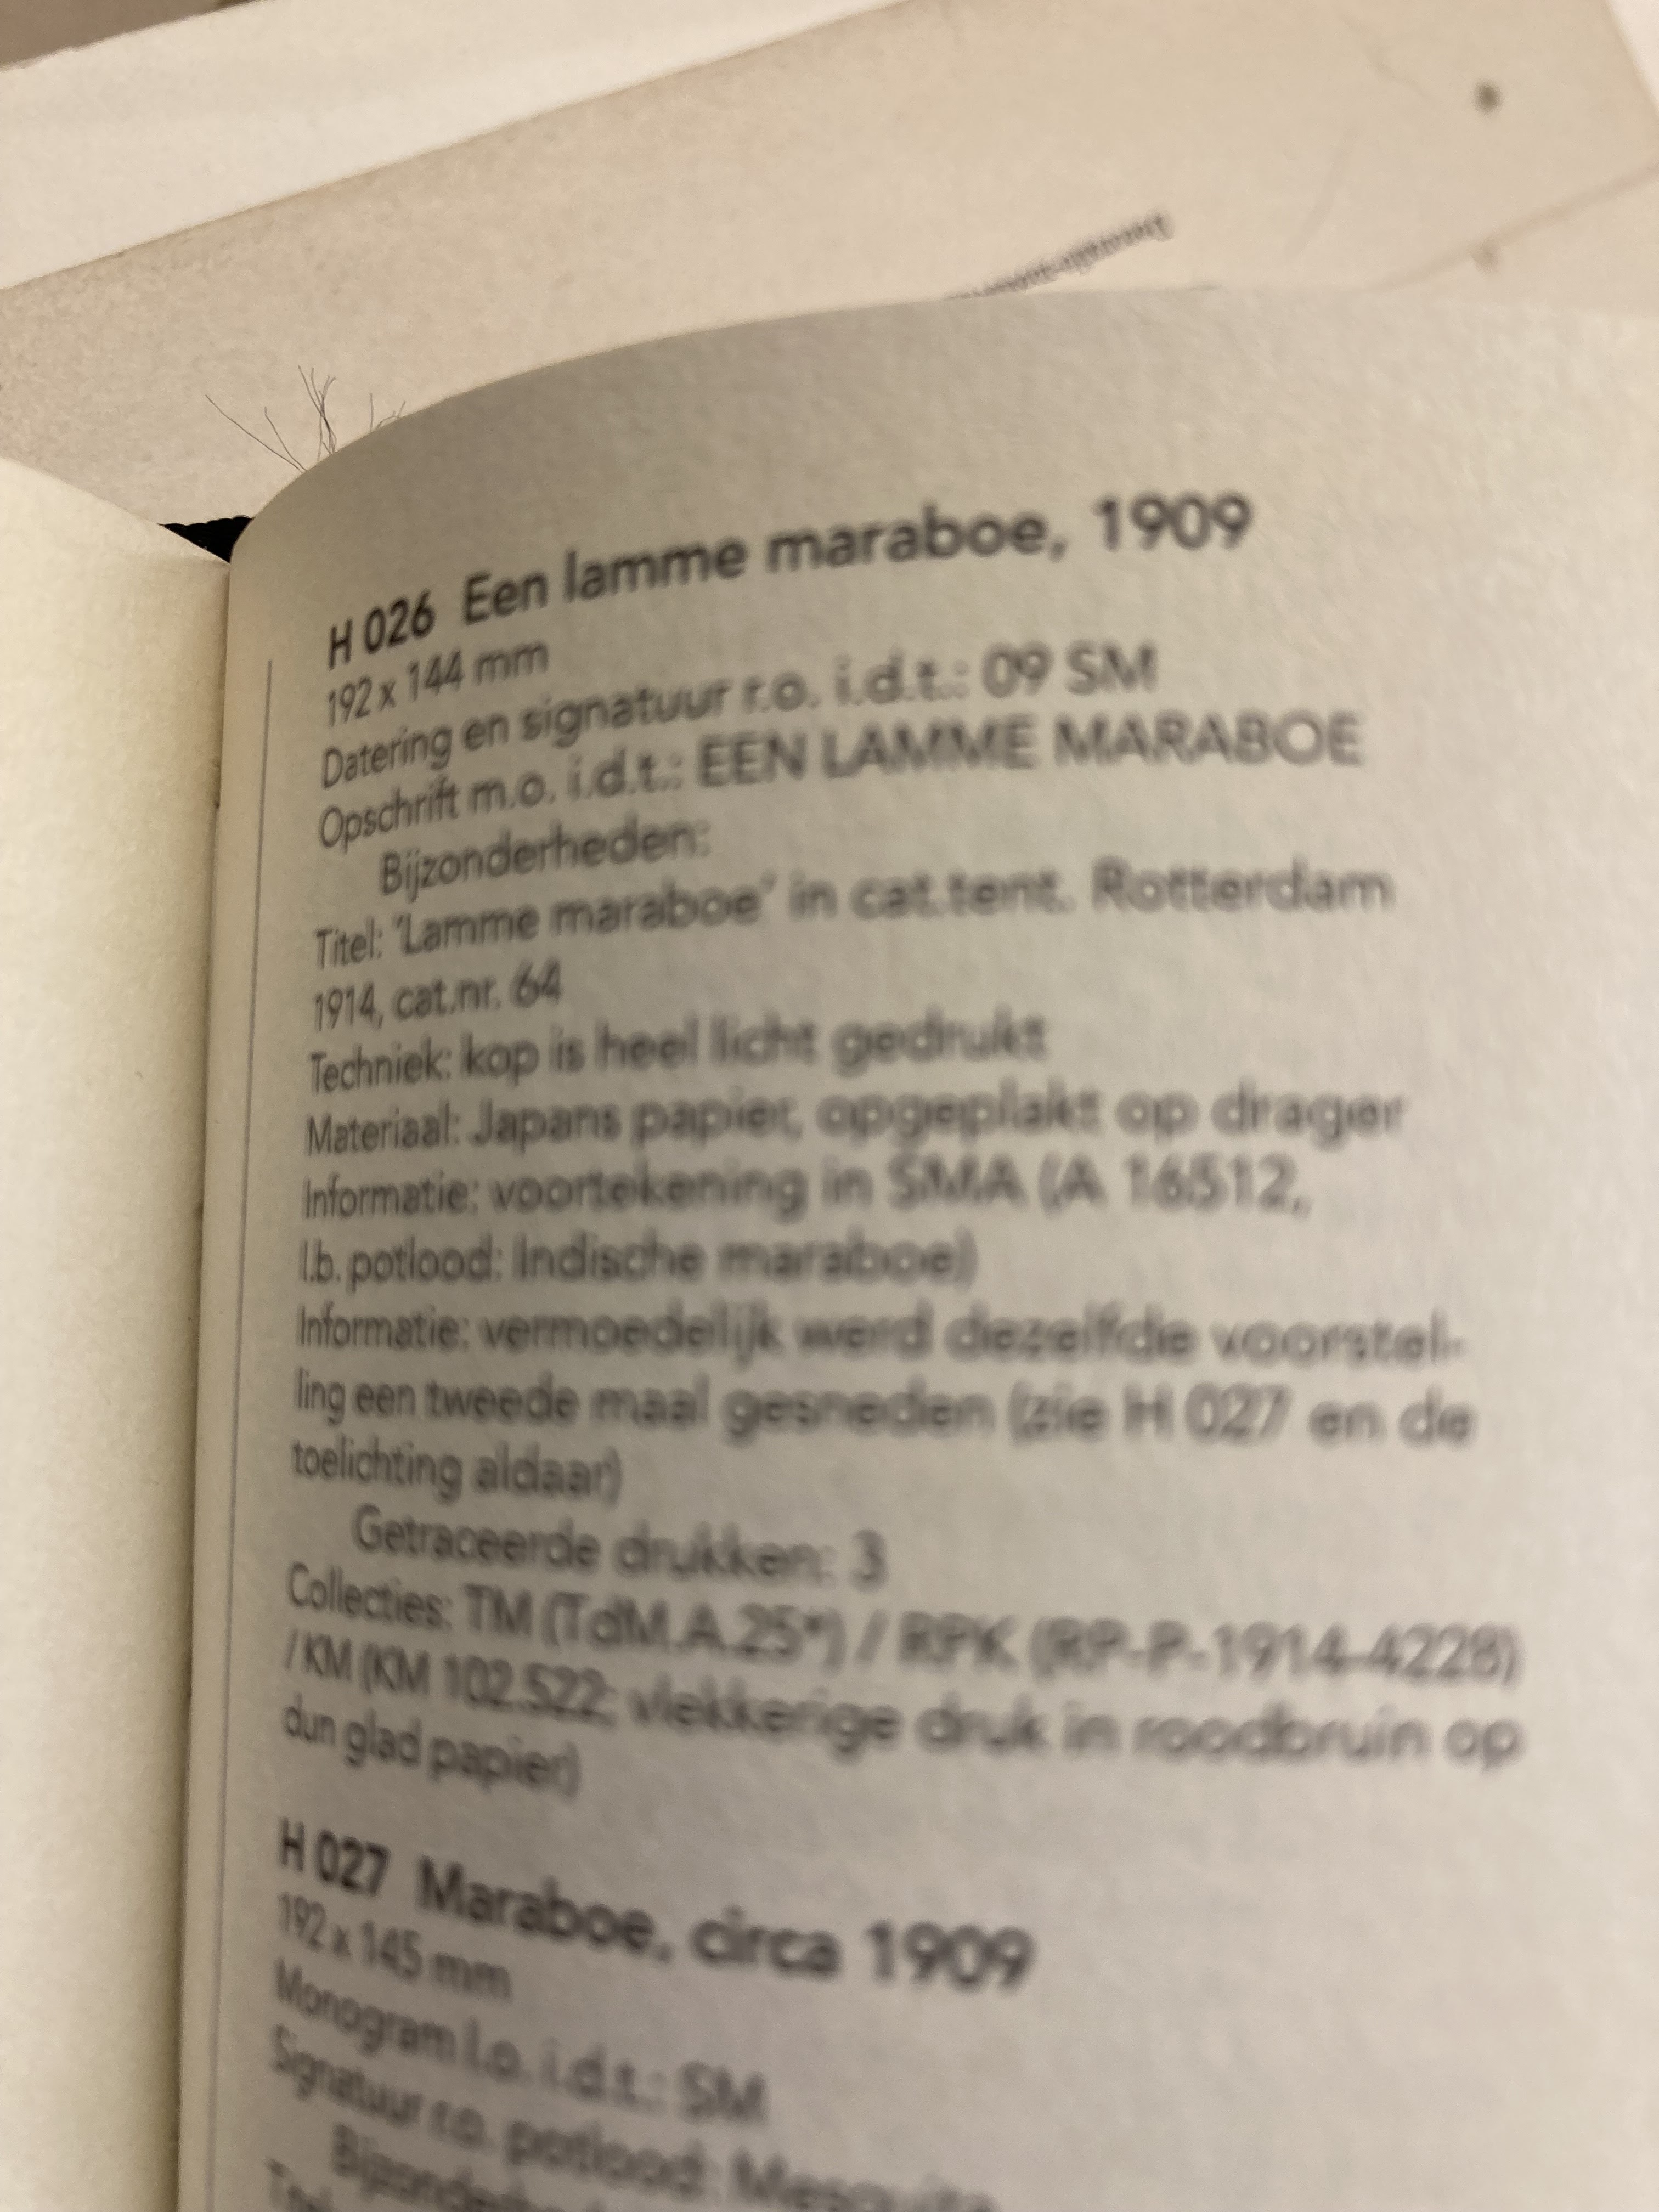 H 026 Een lamme maraboe, 1909
192 x 144 mm
Datering en signatuur r.o. i.d.t.: 09 SM
Opschrift m.o. i.d.t.: EEN LAMME MARABOE
Bijzonderheden:
Titel: 'Lamme maraboe' in cat.tent. Rotterdam
1914, cat.nr. 64
Techniek: kop is heel licht gedrukt
Materiaal: Japans papier, opgeplakt op drager
Informatie: voortekening in SMA (A 16512,
l.b. potlood: Indische maraboe)
Informatie: vermoedelijk werd dezelfde voorstel-
ling een tweede maal gesneden (zie H 027 en de
toelichting aldaar)
Getraceerde drukken: 3
Collecties: TM (TdM.A.25*) / RPK (RP-P-1914-4228)
/ KM (KM 102.522; vlekkerige druk in roodbruin op
dun glad papier)
H 027 Maraboe, circa 1909
192 x 145 mm
Monogram l.o. i.d.t.: SM
Signatuur r.o. potlood: Mesquita